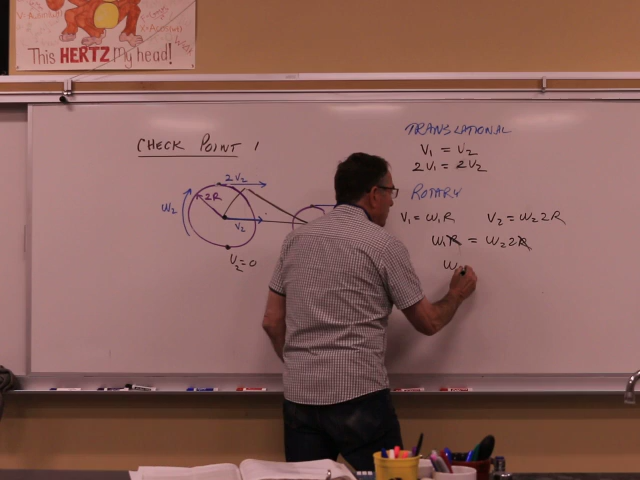 This HERTZ My head!
CHECK POINT 1
2V₂
2R
ω₂
V₂
V₂=0
TRANSLATIONAL
V₁ = V₂
2V₁ = 2V₂
ROTARY
V₁ = ω₁R V₂ = ω₂2R
ω₁R = ω₂2R
ω